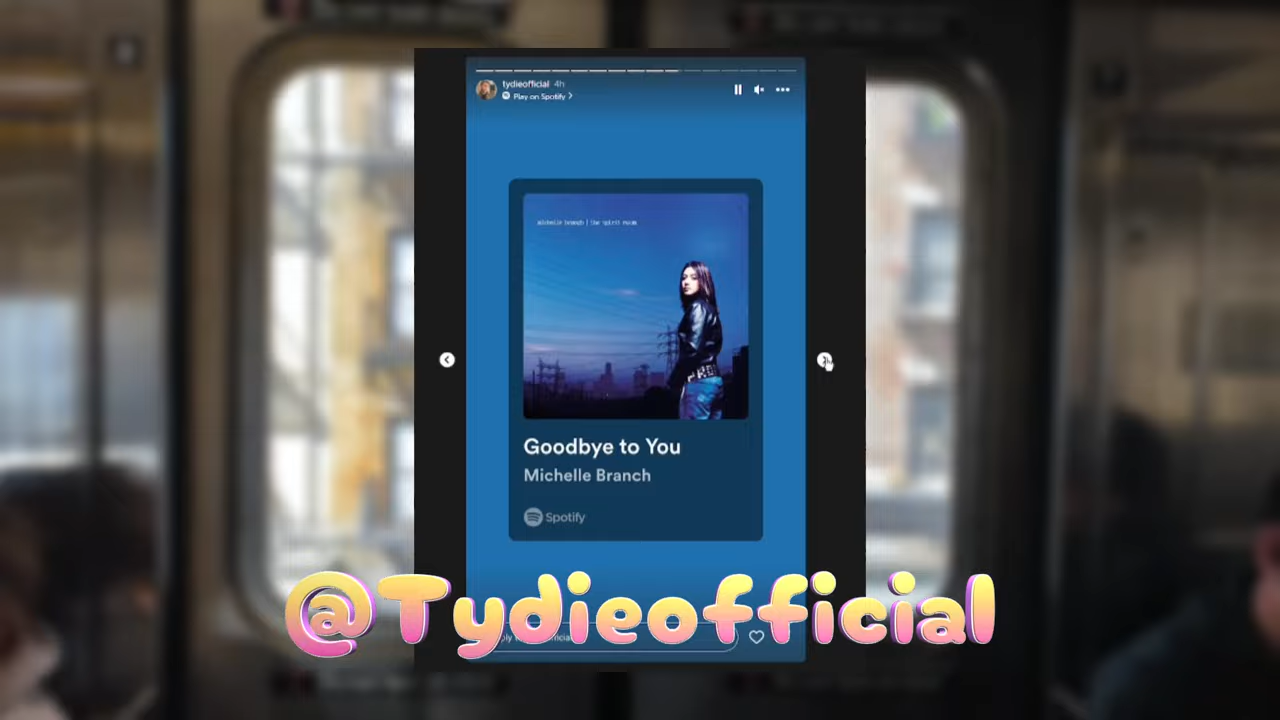 tydieofficial 4h
Play on Spotify
michelle branch | the spirit room
Goodbye to You
Michelle Branch
Spotify
@Tydieofficial